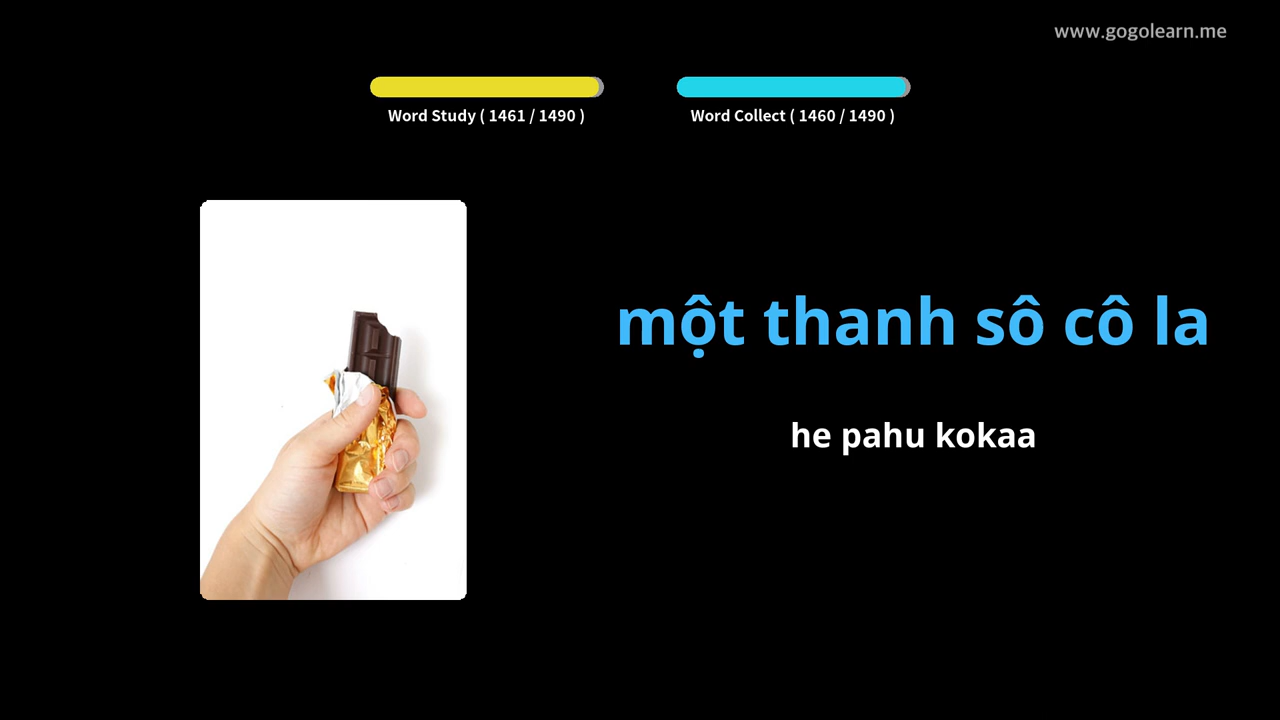 www.gogolearn.me
Word Study ( 1461 / 1490 )
Word Collect ( 1460 / 1490 )
một thanh sô cô la
he pahu kokaa